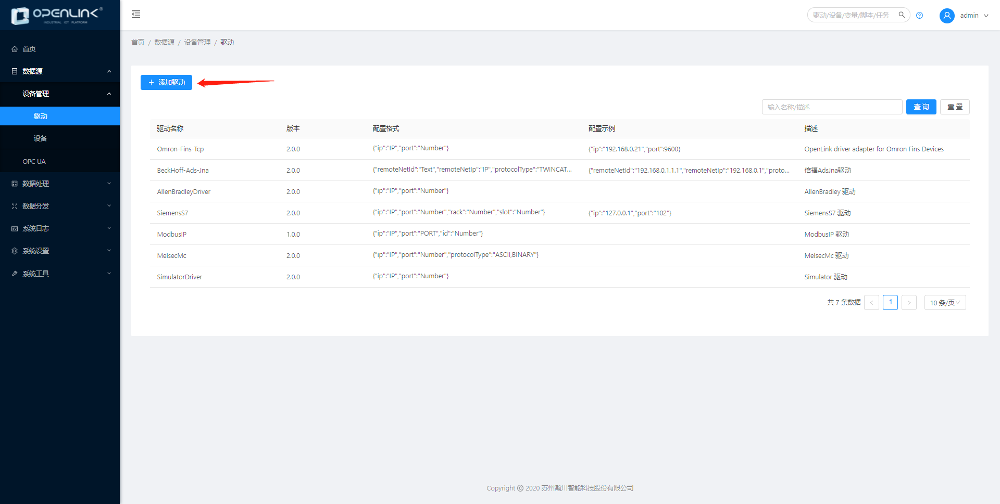 OPENLINK®
INDUSTRIAL IOT PLATFORM
驱动/设备/变量/脚本/任务
admin
首页
数据源
设备管理
驱动
设备
OPC UA
数据处理
数据分发
系统日志
系统设置
系统工具
首页 / 数据源 / 设备管理 / 驱动
+ 添加驱动
输入名称/描述 查 询 重 置
驱动名称 版本 配置格式 配置示例 描述
Omron-Fins-Tcp 2.0.0 {"ip":"IP","port":"Number"} {"ip":"192.168.0.21","port":9600} OpenLink driver adapter for Omron Fins Devices
BeckHoff-Ads-Jna 2.0.0 {"remoteNetId":"Text","remoteNetIp":"IP","protocolType":"TWINCAT... {"remoteNetId":"192.168.0.1.1.1","remoteNetIp":"192.168.0.1","proto... 倍福AdsJna驱动
AllenBradleyDriver 2.0.0 {"ip":"IP","port":"Number"} AllenBradley 驱动
SiemensS7 2.0.0 {"ip":"IP","port":"Number","rack":"Number","slot":"Number"} {"ip":"127.0.0.1","port":"102"} SiemensS7 驱动
ModbusIP 1.0.0 {"ip":"IP","port":"PORT","id":"Number"} ModbusIP 驱动
MelsecMc 2.0.0 {"ip":"IP","port":"Number","protocolType":"ASCII,BINARY"} MelsecMc 驱动
SimulatorDriver 2.0.0 {"ip":"IP","port":"Number"} Simulator 驱动
共 7 条数据 < 1 > 10 条/页
Copyright © 2020 苏州瀚川智能科技股份有限公司